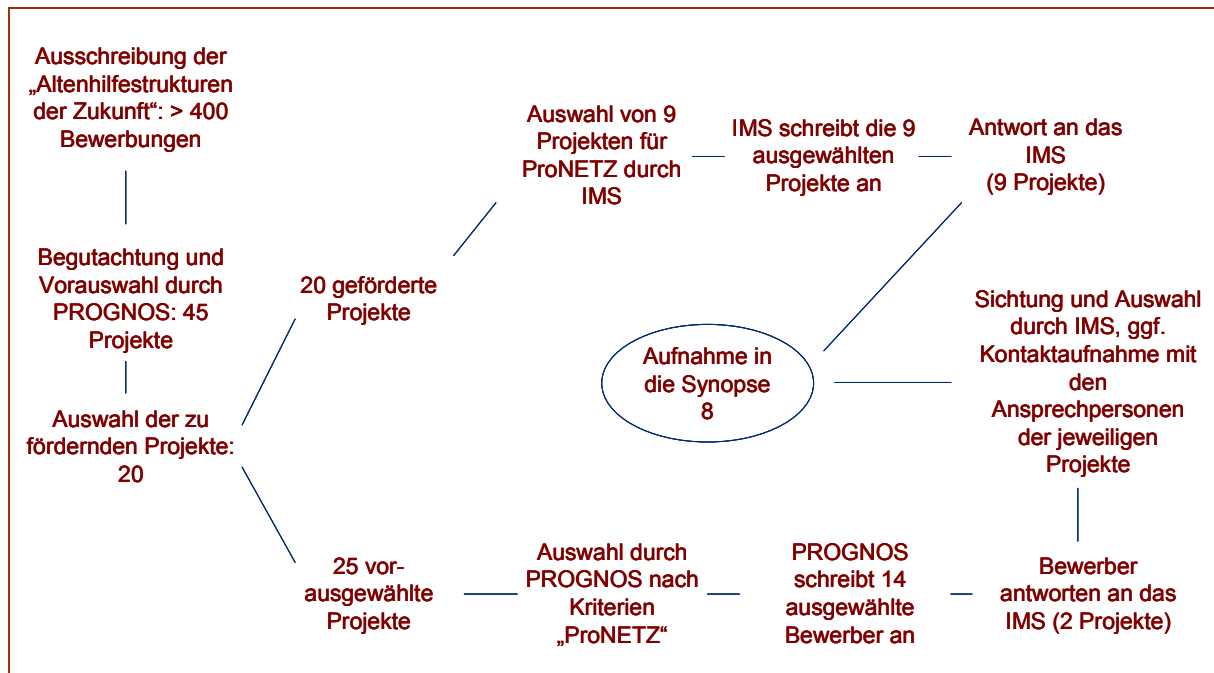 Ausschreibung der
„Altenhilfestrukturen
der Zukunft“: > 400
Bewerbungen
Begutachtung und
Vorauswahl durch
PROGNOS: 45
Projekte
Auswahl der zu
fördernden Projekte:
20
20 geförderte
Projekte
Auswahl von 9
Projekten für
ProNETZ durch
IMS
IMS schreibt die 9
ausgewählten
Projekte an
Antwort an das
IMS
(9 Projekte)
25 vor-
ausgewählte
Projekte
Auswahl durch
PROGNOS nach
Kriterien
„ProNETZ“
PROGNOS
schreibt 14
ausgewählte
Bewerber an
Bewerber
antworten an das
IMS (2 Projekte)
Sichtung und Auswahl
durch IMS, ggf.
Kontaktaufnahme mit
den
Ansprechpersonen
der jeweiligen
Projekte
Aufnahme in
die Synopse
8